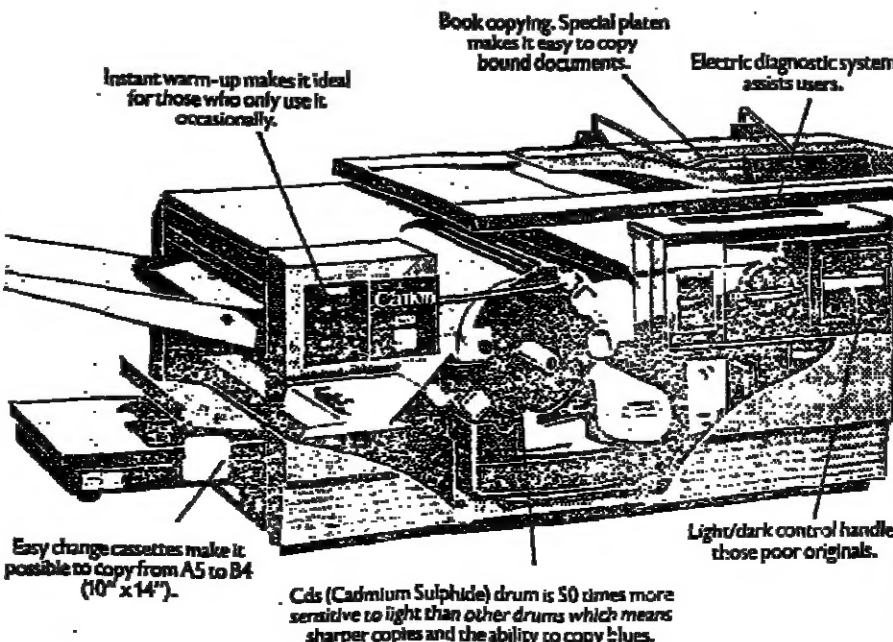 Book copying. Special platen
makes it easy to copy
bound documents.
Electric diagnostic system
assists users.
Instant warm-up makes it ideal
for those who only use it
occasionally.
Canon
Easy change cassettes make it
possible to copy from A5 to B4
(10" x 14").
Light/dark control handle
those poor originals.
Cds (Cadmium Sulphide) drum is 50 times more
sensitive to light than other drums which means
sharper copies and the ability to copy blues.